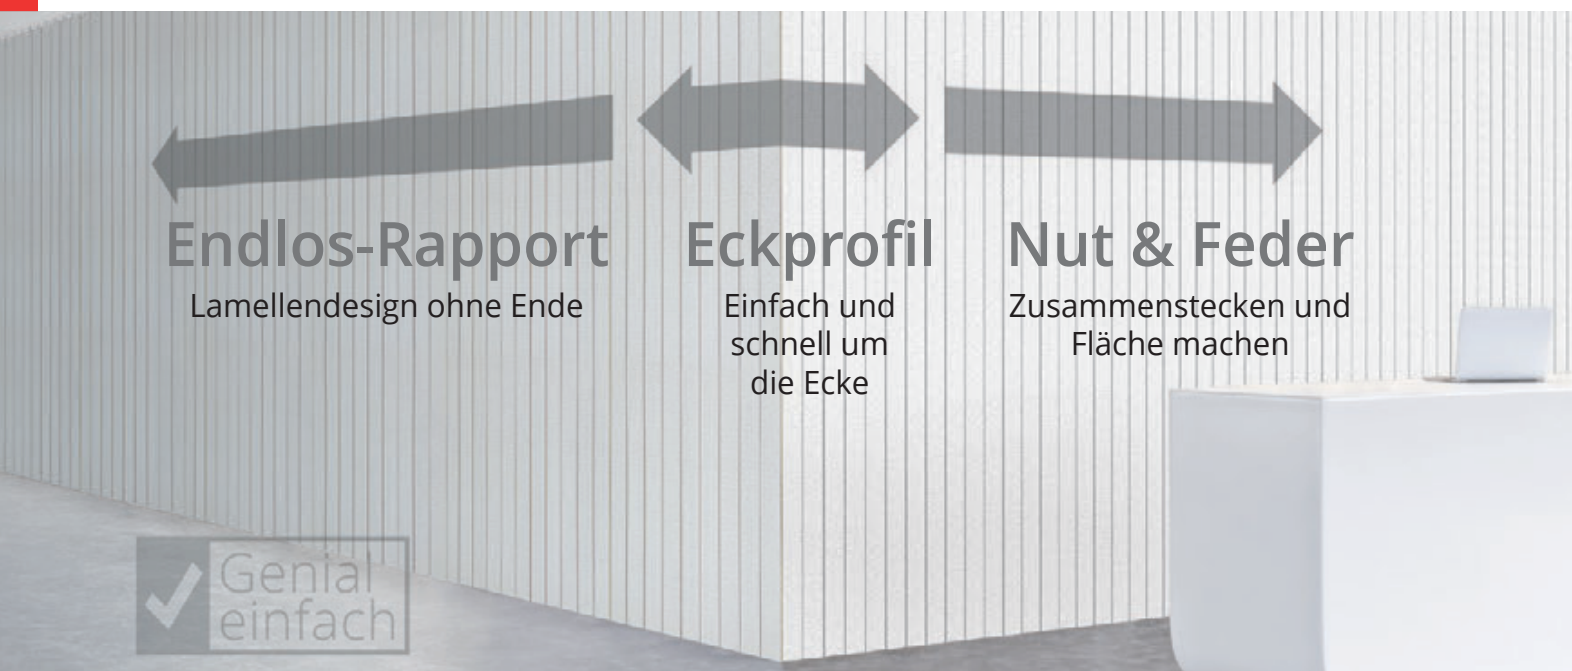 Endlos-Rapport
Lamellendesign ohne Ende
Eckprofil
Einfach und
schnell um
die Ecke
Nut & Feder
Zusammenstecken und
Fläche machen
Genial
einfach